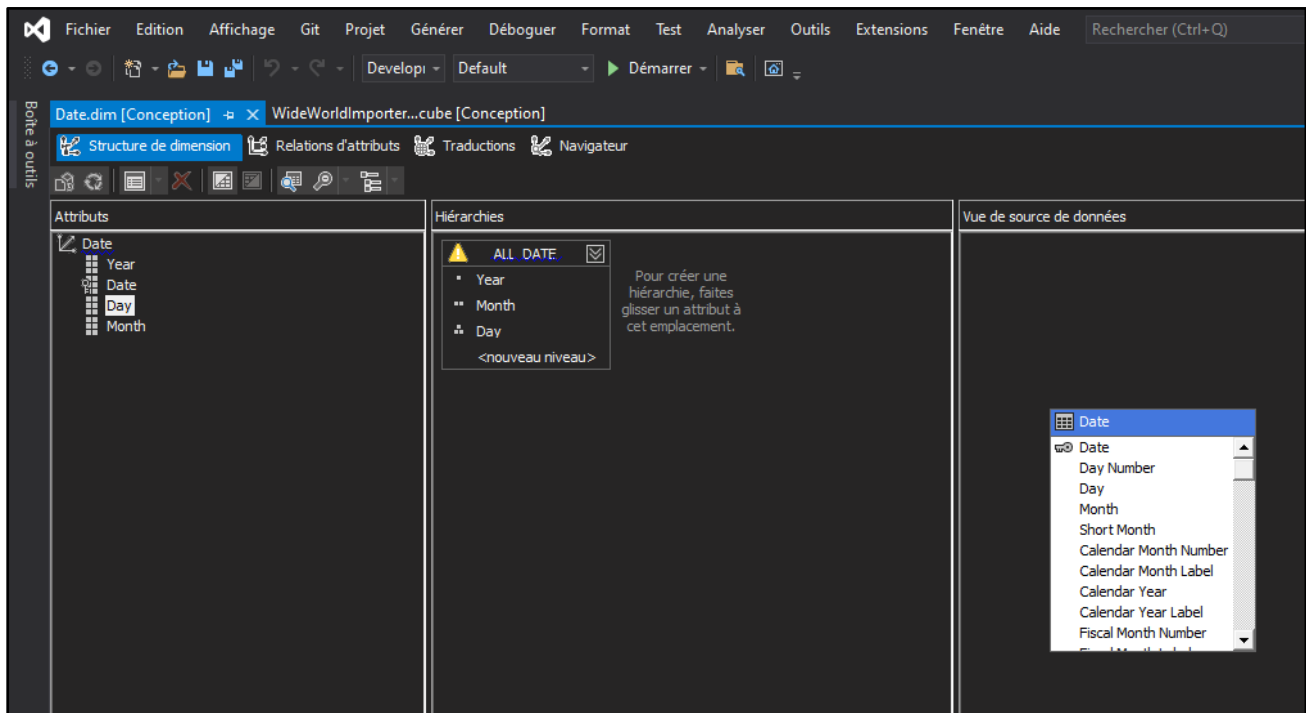 Fichier Edition Affichage Git Projet Générer Déboguer Format Test Analyser Outils Extensions Fenêtre Aide Rechercher (Ctrl+Q)
Developi Default Démarrer
Boîte à outils
Date.dim [Conception] WideWorldImporter...cube [Conception]
Structure de dimension Relations d'attributs Traductions Navigateur
Attributs
Date
Year
Date
Day
Month
Hiérarchies
ALL DATE
Year
Month
Day
<nouveau niveau>
Pour créer une
hiérarchie, faites
glisser un attribut à
cet emplacement.
Vue de source de données
Date
Date
Day Number
Day
Month
Short Month
Calendar Month Number
Calendar Month Label
Calendar Year
Calendar Year Label
Fiscal Month Number